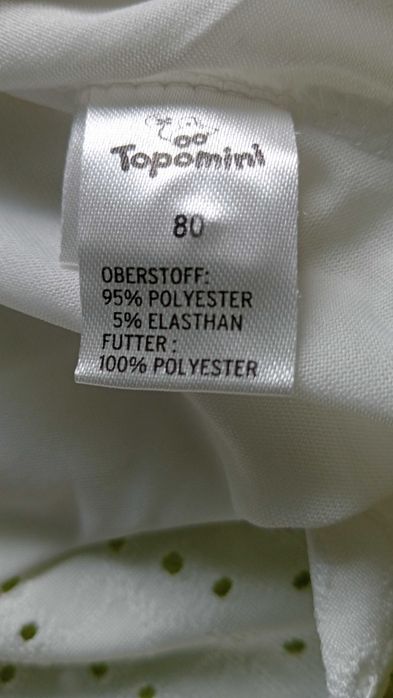 Topomini
80
OBERSTOFF:
95% POLYESTER
5% ELASTHAN
FUTTER:
100% POLYESTER